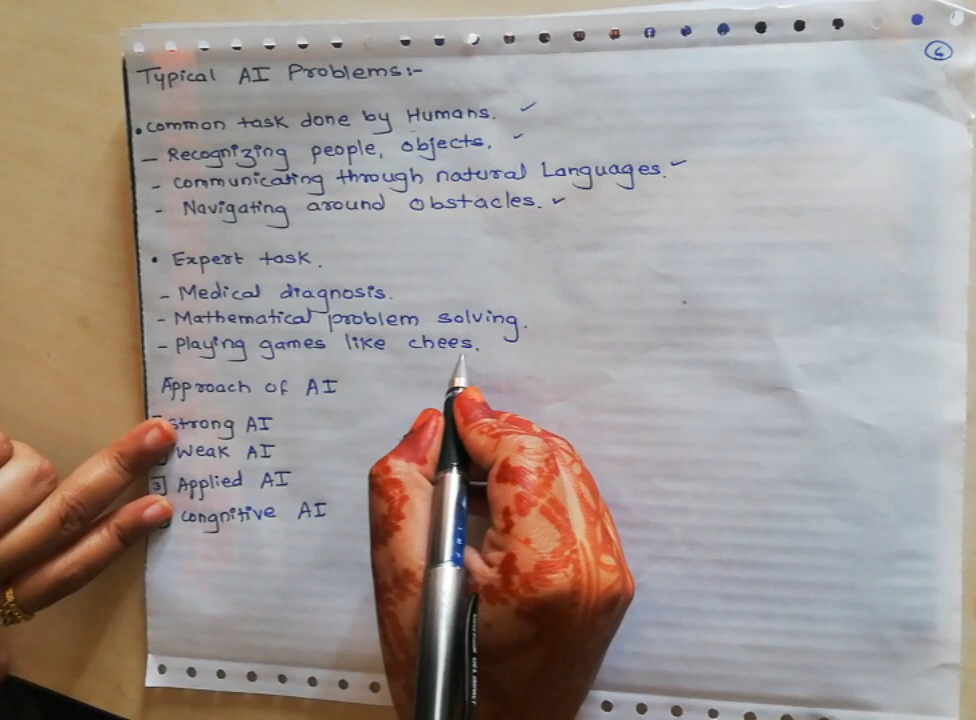 6
Typical AI Problems:-
• common task done by Humans. ✓
- Recognizing people, objects. ✓
- communicating through natural Languages. ✓
- Navigating around obstacles. ✓
• Expert task.
- Medical diagnosis.
- Mathematical problem solving.
- Playing games like chees.
Approach of AI
Strong AI
Weak AI
3 Applied AI
congnitive AI